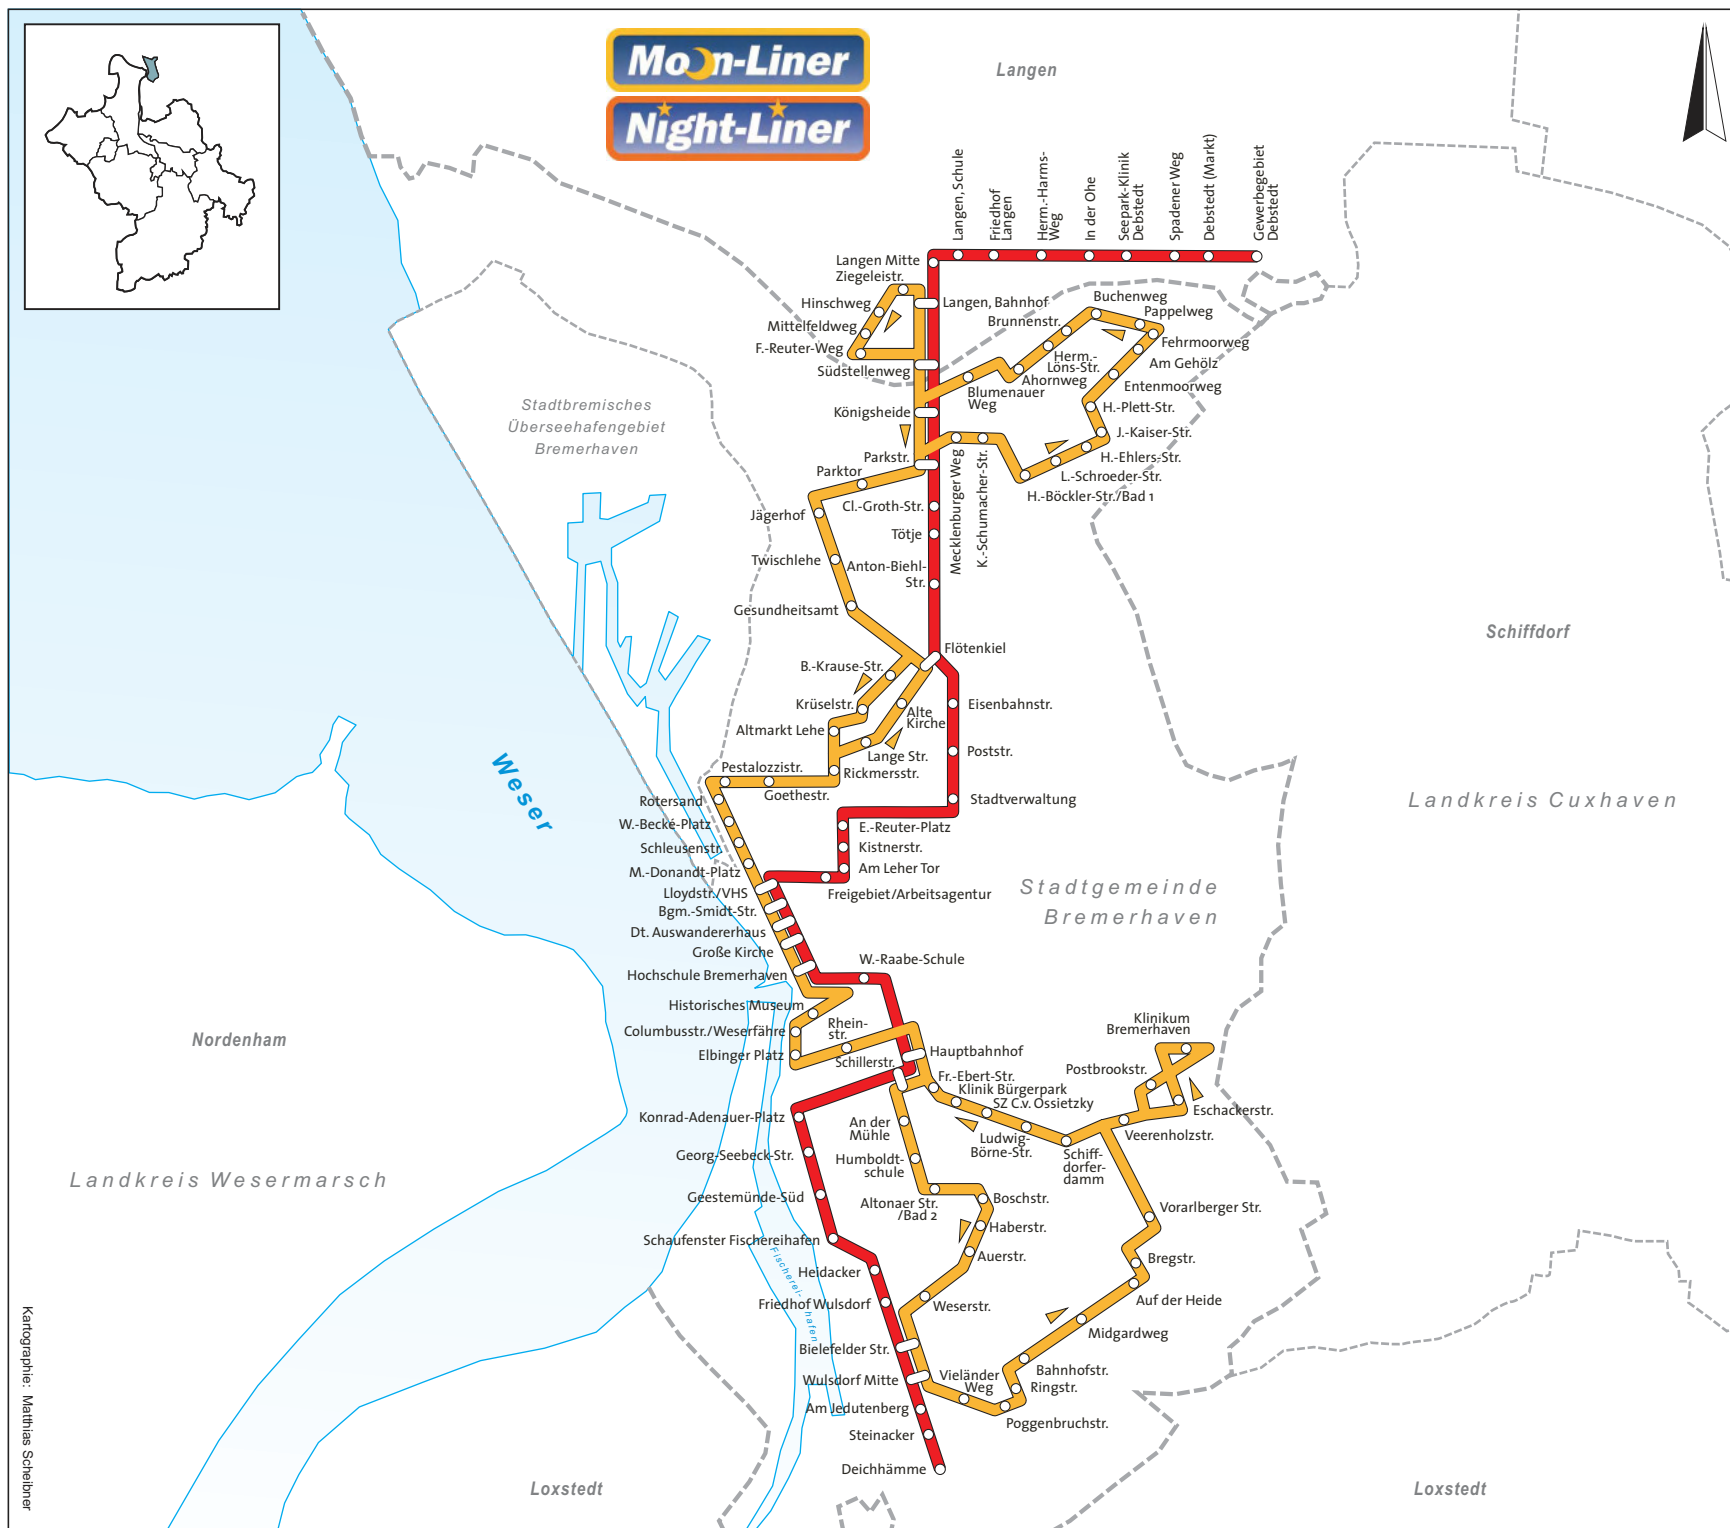 Moon-Liner
Night-Liner
Langen
Langen, Schule
Friedhof
Langen
Herm.-Harms-
Weg
In der Ohe
Seepark-Klinik
Debstedt
Spadener Weg
Debstedt (Markt)
Gewerbegebiet
Debstedt
Langen Mitte
Ziegeleistr.
Hinschweg
Mittelfeldweg
F.-Reuter-Weg
Südstellenweg
Langen, Bahnhof
Brunnenstr.
Buchenweg
Pappelweg
Fehrmoorweg
Am Gehölz
Entenmoorweg
Herm.-
Löns-Str.
Ahornweg
Blumenauer
Weg
H.-Plett-Str.
J.-Kaiser-Str.
H.-Ehlers-Str.
L.-Schroeder-Str.
H.-Böckler-Str./Bad 1
Königsheide
Parkstr.
Parktor
Mecklenburger Weg
K.-Schumacher-Str.
Stadtbremisches
Überseehafengebiet
Bremerhaven
Cl.-Groth-Str.
Jägerhof
Tötje
Twischlehe
Anton-Biehl-
Str.
Gesundheitsamt
Schiffdorf
Flötenkiel
B.-Krause-Str.
Krüselstr.
Alte
Kirche
Eisenbahnstr.
Altmarkt Lehe
Lange Str.
Poststr.
Pestalozzistr.
Rickmersstr.
Goethestr.
Weser
Rotersand
Stadtverwaltung
Landkreis Cuxhaven
W.-Becké-Platz
E.-Reuter-Platz
Schleusenstr.
Kistnerstr.
M.-Donandt-Platz
Am Leher Tor
Lloydstr./VHS
Freigebiet/Arbeitsagentur
Stadtgemeinde
Bremerhaven
Bgm.-Smidt-Str.
Dt. Auswandererhaus
Große Kirche
W.-Raabe-Schule
Hochschule Bremerhaven
Historisches Museum
Rhein-
str.
Columbusstr./Weserfähre
Elbinger Platz
Schillerstr.
Hauptbahnhof
Fr.-Ebert-Str.
Klinik Bürgerpark
SZ C.v. Ossietzky
Klinikum
Bremerhaven
Postbrookstr.
Eschackerstr.
Veerenholzstr.
Nordenham
Konrad-Adenauer-Platz
An der
Mühle
Ludwig-
Börne-Str.
Schiff-
dorfer-
damm
Georg-Seebeck-Str.
Humboldt-
schule
Landkreis Wesermarsch
Geestemünde-Süd
Altonaer Str.
/Bad 2
Boschstr.
Vorarlberger Str.
Haberstr.
Schaufenster Fischereihafen
Auerstr.
Bregstr.
Fischerei-
hafen
Heidacker
Auf der Heide
Friedhof Wulsdorf
Weserstr.
Midgardweg
Bielefelder Str.
Wulsdorf Mitte
Vieländer
Weg
Bahnhofstr.
Ringstr.
Am Jedutenberg
Poggenbruchstr.
Steinacker
Deichhämme
Loxstedt
Loxstedt
Kartographie: Matthias Scheibner